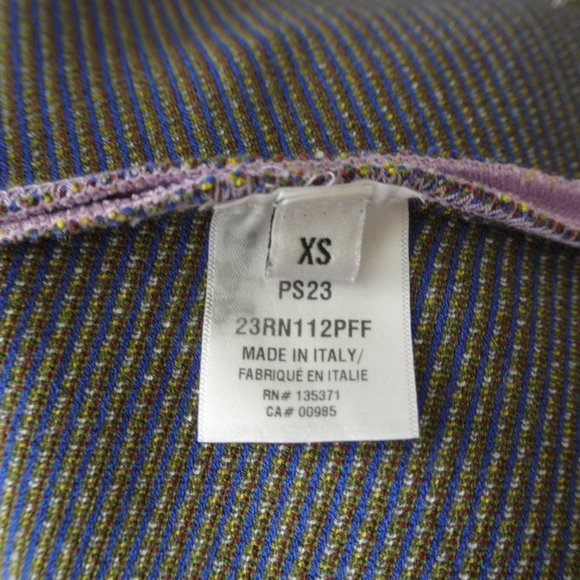 XS
PS23
23RN112PFF
MADE IN ITALY/
FABRIQUÉ EN ITALIE
RN# 135371
CA# 00985